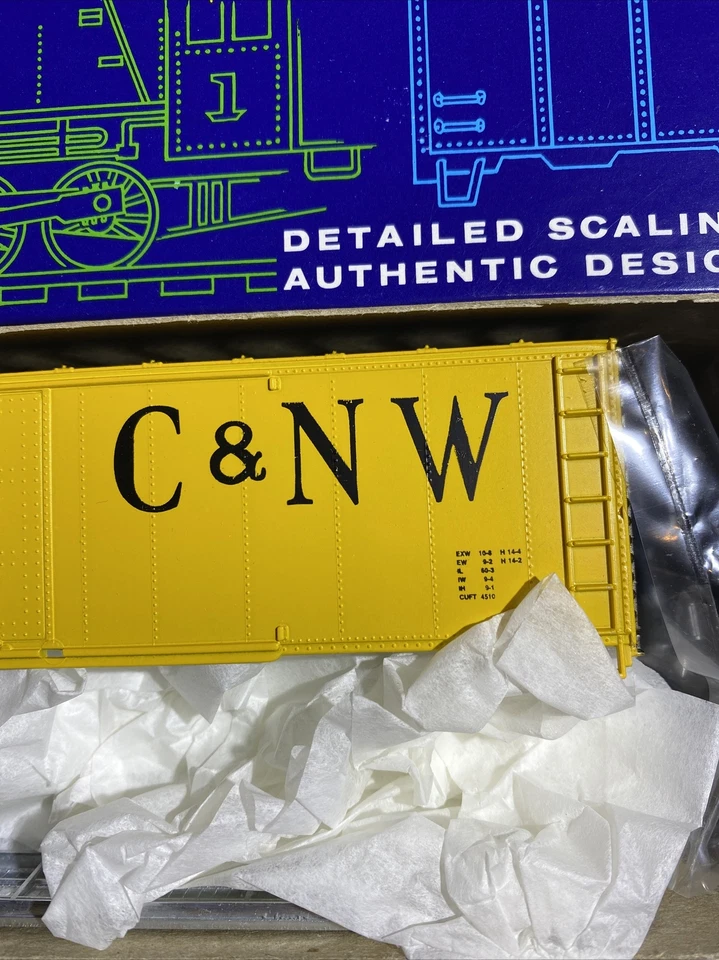 1
DETAILED SCALIN
AUTHENTIC DESIG
C & N W
EXW 10-8 H 14-4
EW 9-2 H 14-2
IL 60-3
IW 9-4
IH 9-1
CUFT 4510